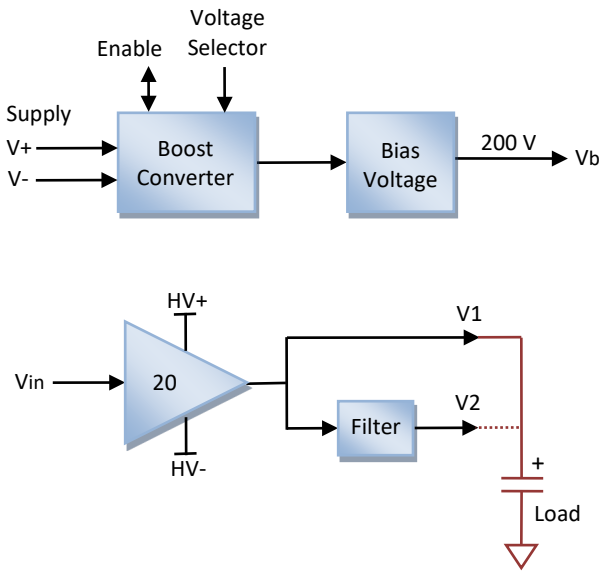 Voltage
Selector
Enable
Supply
V+
V-
Boost
Converter
Bias
Voltage
200 V
Vb
HV+
Vin
20
HV-
V1
V2
Filter
+
Load